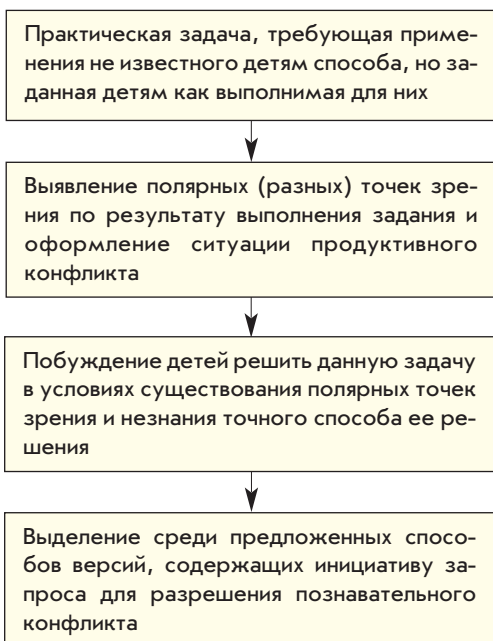 Практическая задача, требующая приме-
нения не известного детям способа, но за-
данная детям как выполнимая для них
Выявление полярных (разных) точек зре-
ния по результату выполнения задания и
оформление ситуации продуктивного
конфликта
Побуждение детей решить данную задачу
в условиях существования полярных точек
зрения и незнания точного способа ее ре-
шения
Выделение среди предложенных спосо-
бов версий, содержащих инициативу за-
проса для разрешения познавательного
конфликта